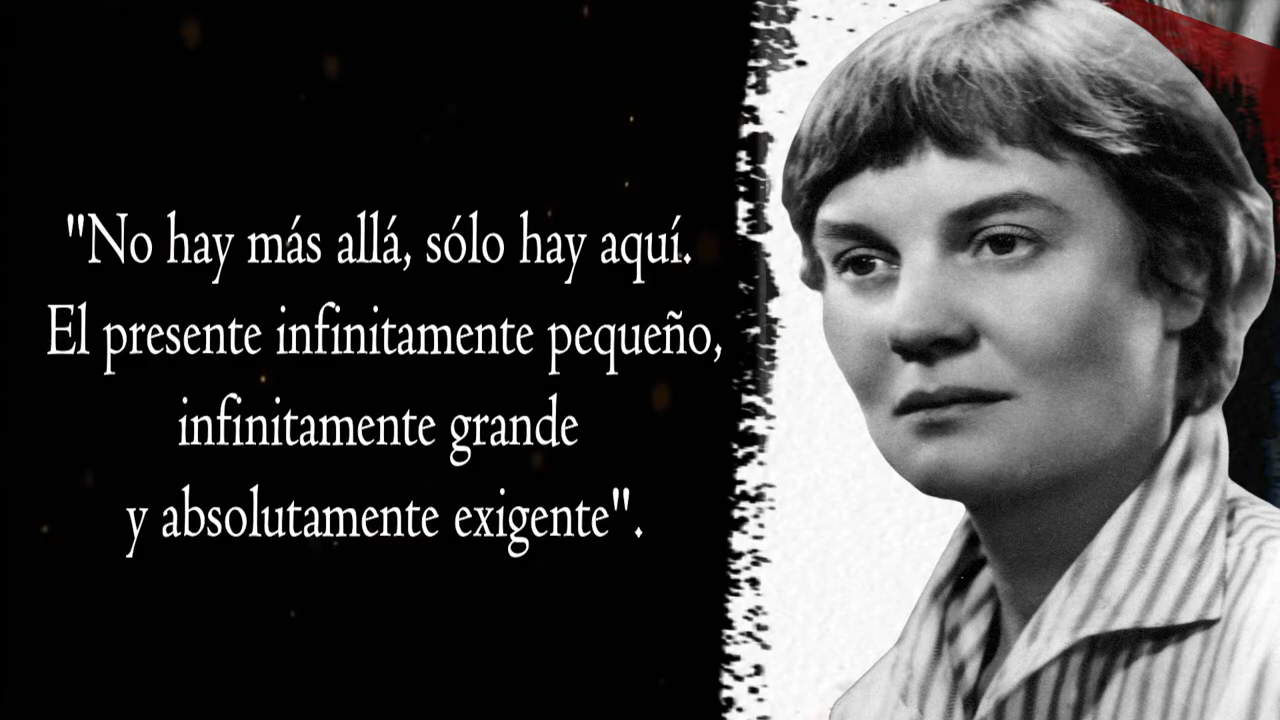 "No hay más allá, sólo hay aquí.
El presente infinitamente pequeño,
infinitamente grande
y absolutamente exigente".